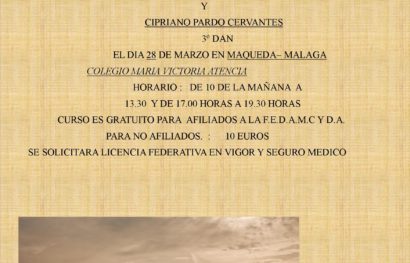 Y
CIPRIANO PARDO CERVANTES
3º DAN
EL DIA 28 DE MARZO EN MAQUEDA– MALAGA
COLEGIO MARIA VICTORIA ATENCIA
HORARIO : DE 10 DE LA MAÑANA A
13.30 Y DE 17.00 HORAS A 19.30 HORAS
CURSO ES GRATUITO PARA AFILIADOS A LA F.E.D.A.M.C Y D.A.
PARA NO AFILIADOS. : 10 EUROS
SE SOLICITARA LICENCIA FEDERATIVA EN VIGOR Y SEGURO MEDICO